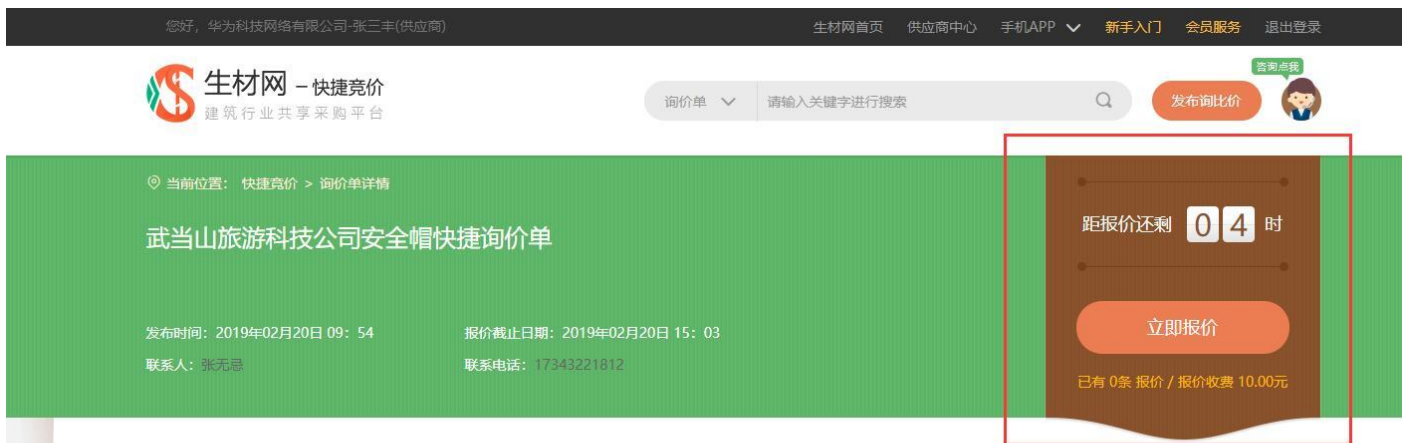 您好，华为科技网络有限公司-张三丰(供应商)
生材网首页 供应商中心 手机APP 新手入门 会员服务 退出登录
生材网 – 快捷竞价
建筑行业共享采购平台
询价单 请输入关键字进行搜索
发布询比价
咨询点我
当前位置： 快捷竞价 > 询价单详情
武当山旅游科技公司安全帽快捷询价单
发布时间：2019年02月20日 09：54
报价截止日期：2019年02月20日 15：03
联系人：张无忌
联系电话：17343221812
距报价还剩 04 时
立即报价
已有 0条 报价 / 报价收费 10.00元